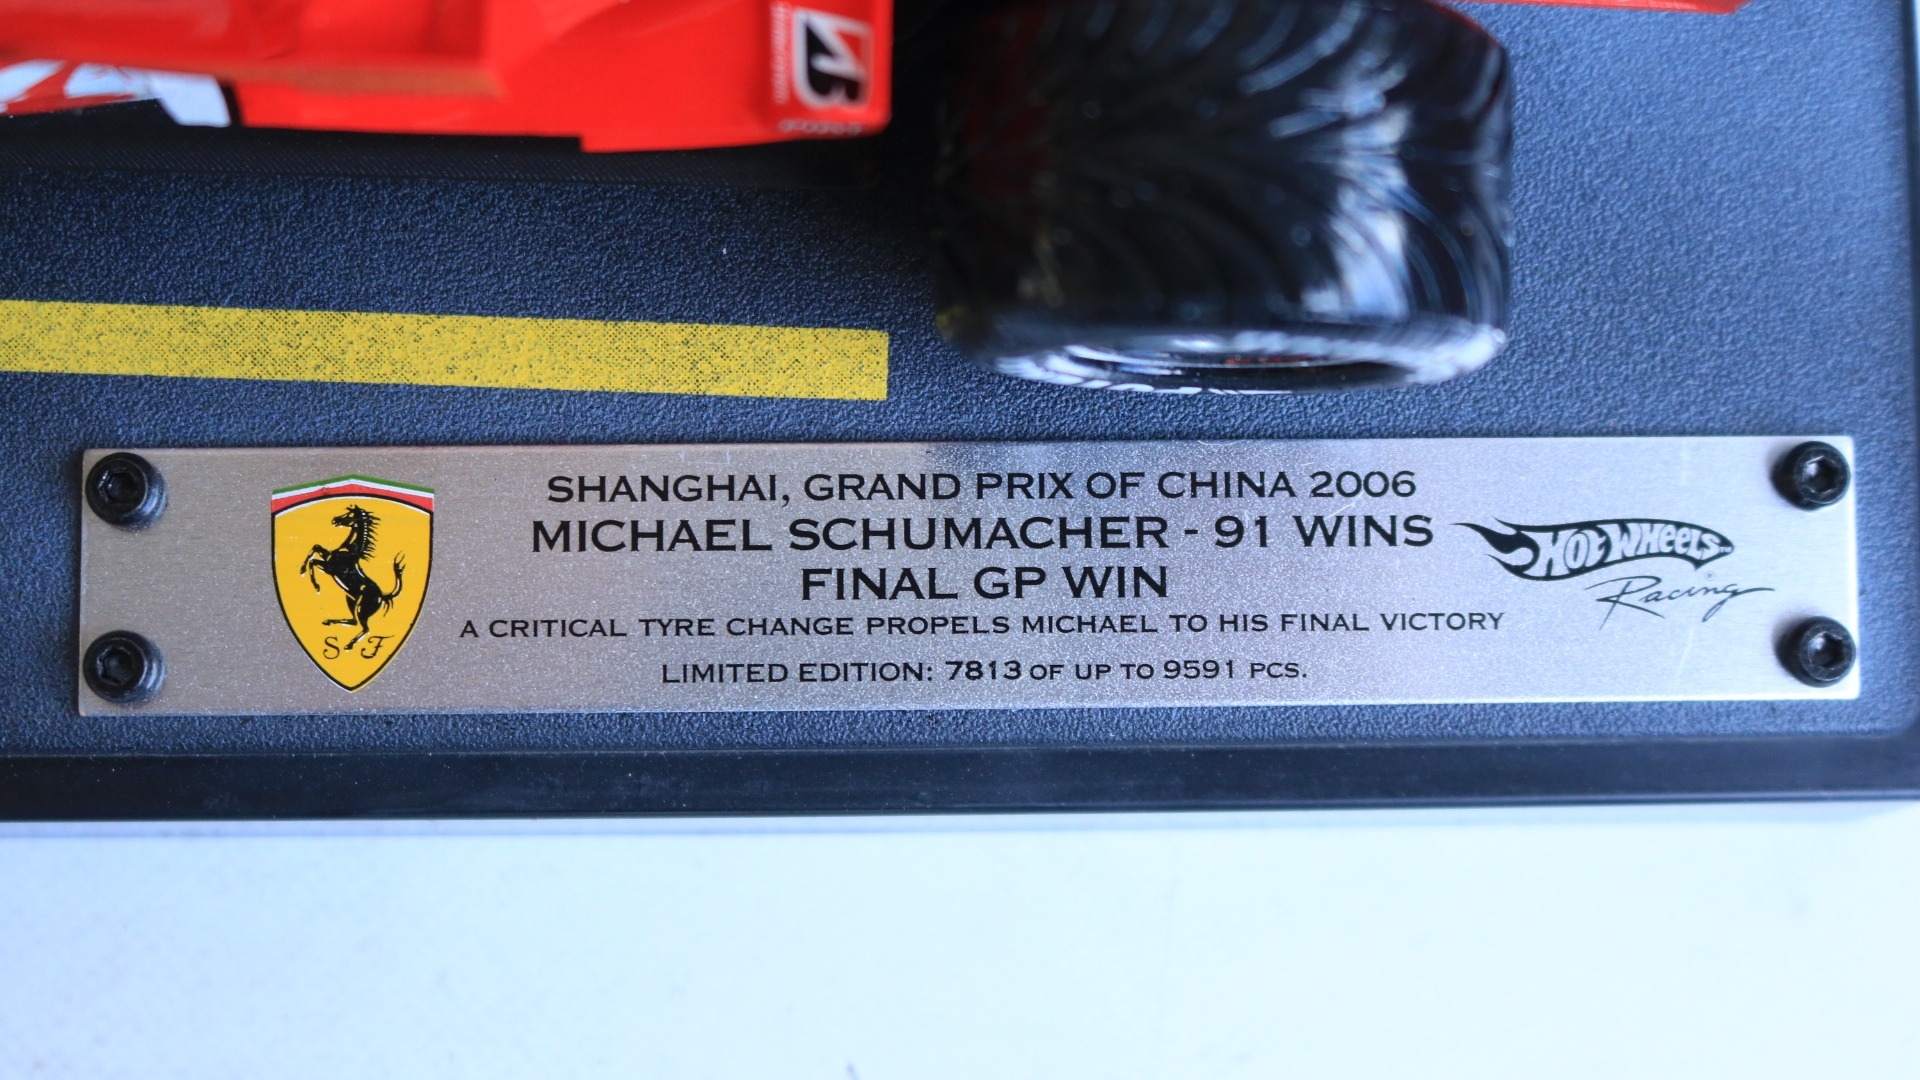 SHANGHAI, GRAND PRIX OF CHINA 2006
MICHAEL SCHUMACHER - 91 WINS
FINAL GP WIN
A CRITICAL TYRE CHANGE PROPELS MICHAEL TO HIS FINAL VICTORY
LIMITED EDITION: 7813 OF UP TO 9591 PCS.
S F
HOT WHEELS
Racing